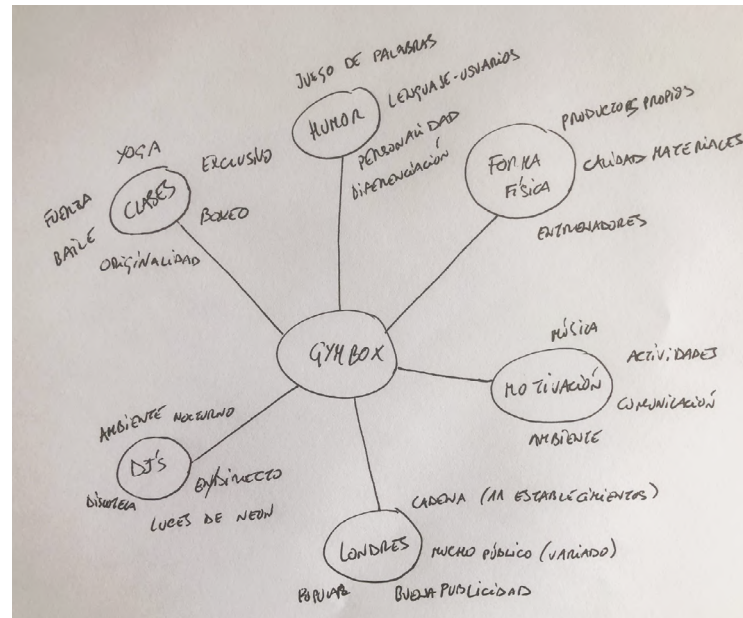 JUEGO DE PALABRAS
HUMOR
LENGUAJE-USUARIOS
PERSONALIDAD
DIFERENCIACIÓN
YOGA
EXCLUSIVO
FUERZA
CLASES
BAILE
BOXEO
ORIGINALIDAD
PRODUCTORES PROPIOS
FORMA
FÍSICA
CALIDAD MATERIALES
ENTRENADORES
GYMBOX
MÚSICA
ACTIVIDADES
MOTIVACIÓN
COMUNICACIÓN
AMBIENTE
AMBIENTE NOCTURNO
DJ'S
EN/DIRECTO
DISCOTECA
LUCES DE NEON
CADENA (11 ESTABLECIMIENTOS)
LONDRES
MUCHO PÚBLICO (VARIADO)
POPULAR
BUENA PUBLICIDAD